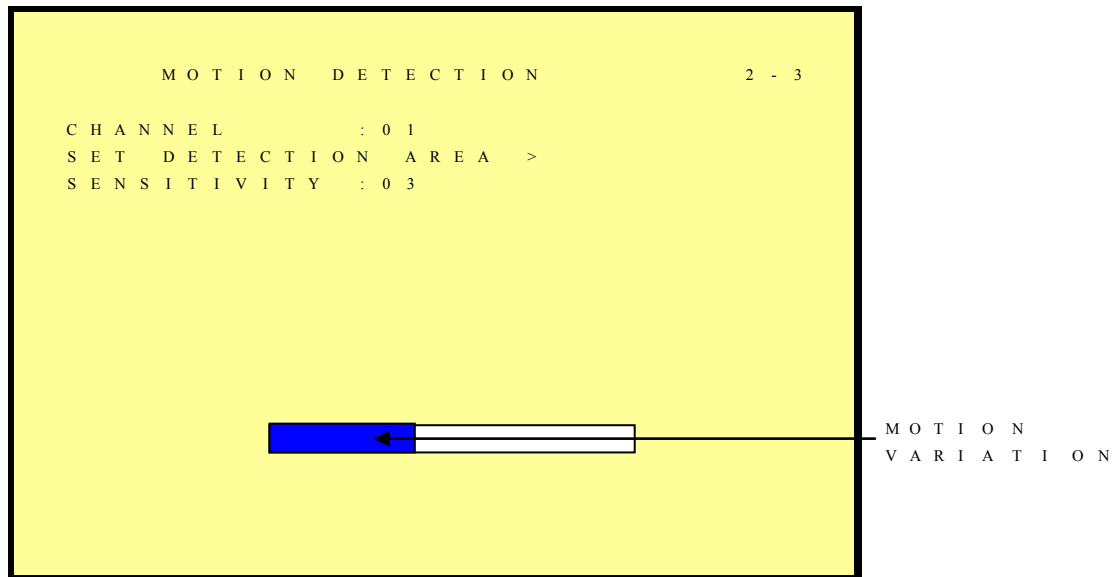 MOTION DETECTION 2-3
CHANNEL :01
SET DETECTION AREA >
SENSITIVITY :03
MOTION
VARIATION